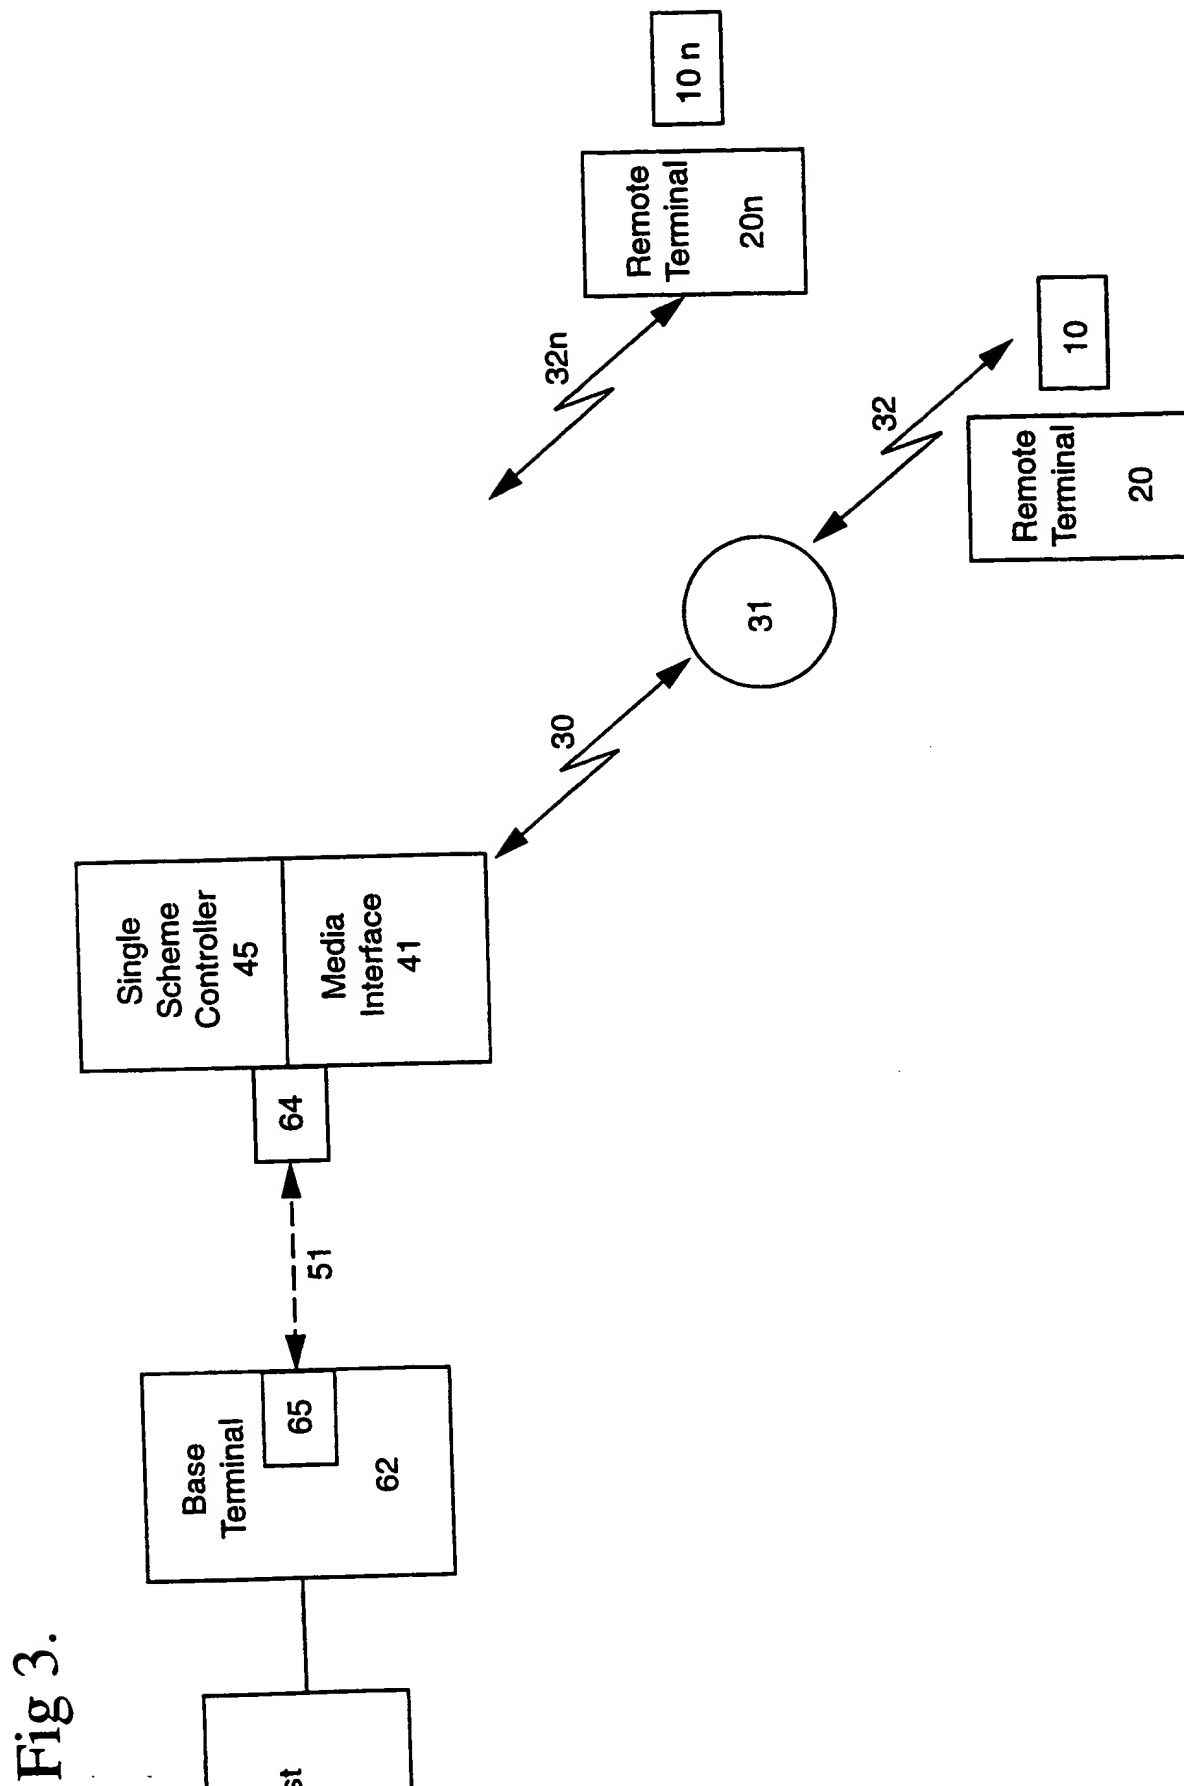 Fig 3.
Base
Terminal
65
62
51
64
Single
Scheme
Controller
45
Media
Interface
41
30
31
32
32n
Remote
Terminal
20
10
Remote
Terminal
20n
10 n